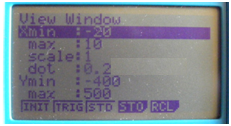 View Window
Xmin :-20
max :10
scale:1
dot :0.2
Ymin :-400
max :500
INIT TRIG STD STO RCL